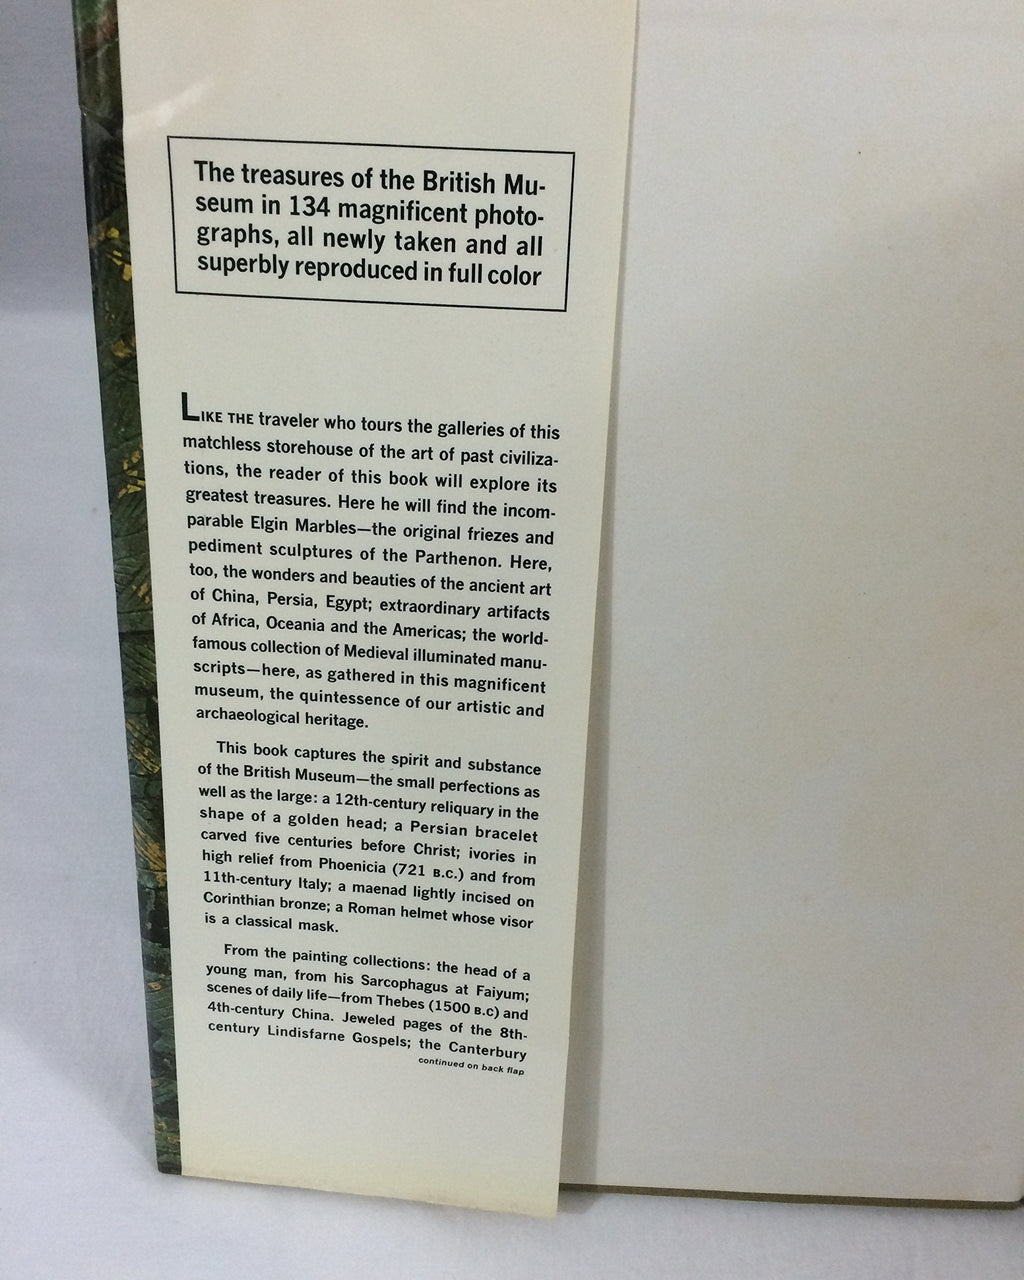 The treasures of the British Mu-
seum in 134 magnificent photo-
graphs, all newly taken and all
superbly reproduced in full color
LIKE THE traveler who tours the galleries of this
matchless storehouse of the art of past civiliza-
tions, the reader of this book will explore its
greatest treasures. Here he will find the incom-
parable Elgin Marbles—the original friezes and
pediment sculptures of the Parthenon. Here,
too, the wonders and beauties of the ancient art
of China, Persia, Egypt; extraordinary artifacts
of Africa, Oceania and the Americas; the world-
famous collection of Medieval illuminated manu-
scripts—here, as gathered in this magnificent
museum, the quintessence of our artistic and
archaeological heritage.
This book captures the spirit and substance
of the British Museum—the small perfections as
well as the large: a 12th-century reliquary in the
shape of a golden head; a Persian bracelet
carved five centuries before Christ; ivories in
high relief from Phoenicia (721 B.C.) and from
11th-century Italy; a maenad lightly incised on
Corinthian bronze; a Roman helmet whose visor
is a classical mask.
From the painting collections: the head of a
young man, from his Sarcophagus at Faiyum;
scenes of daily life—from Thebes (1500 B.C) and
4th-century China. Jeweled pages of the 8th-
century Lindisfarne Gospels; the Canterbury
continued on back flap